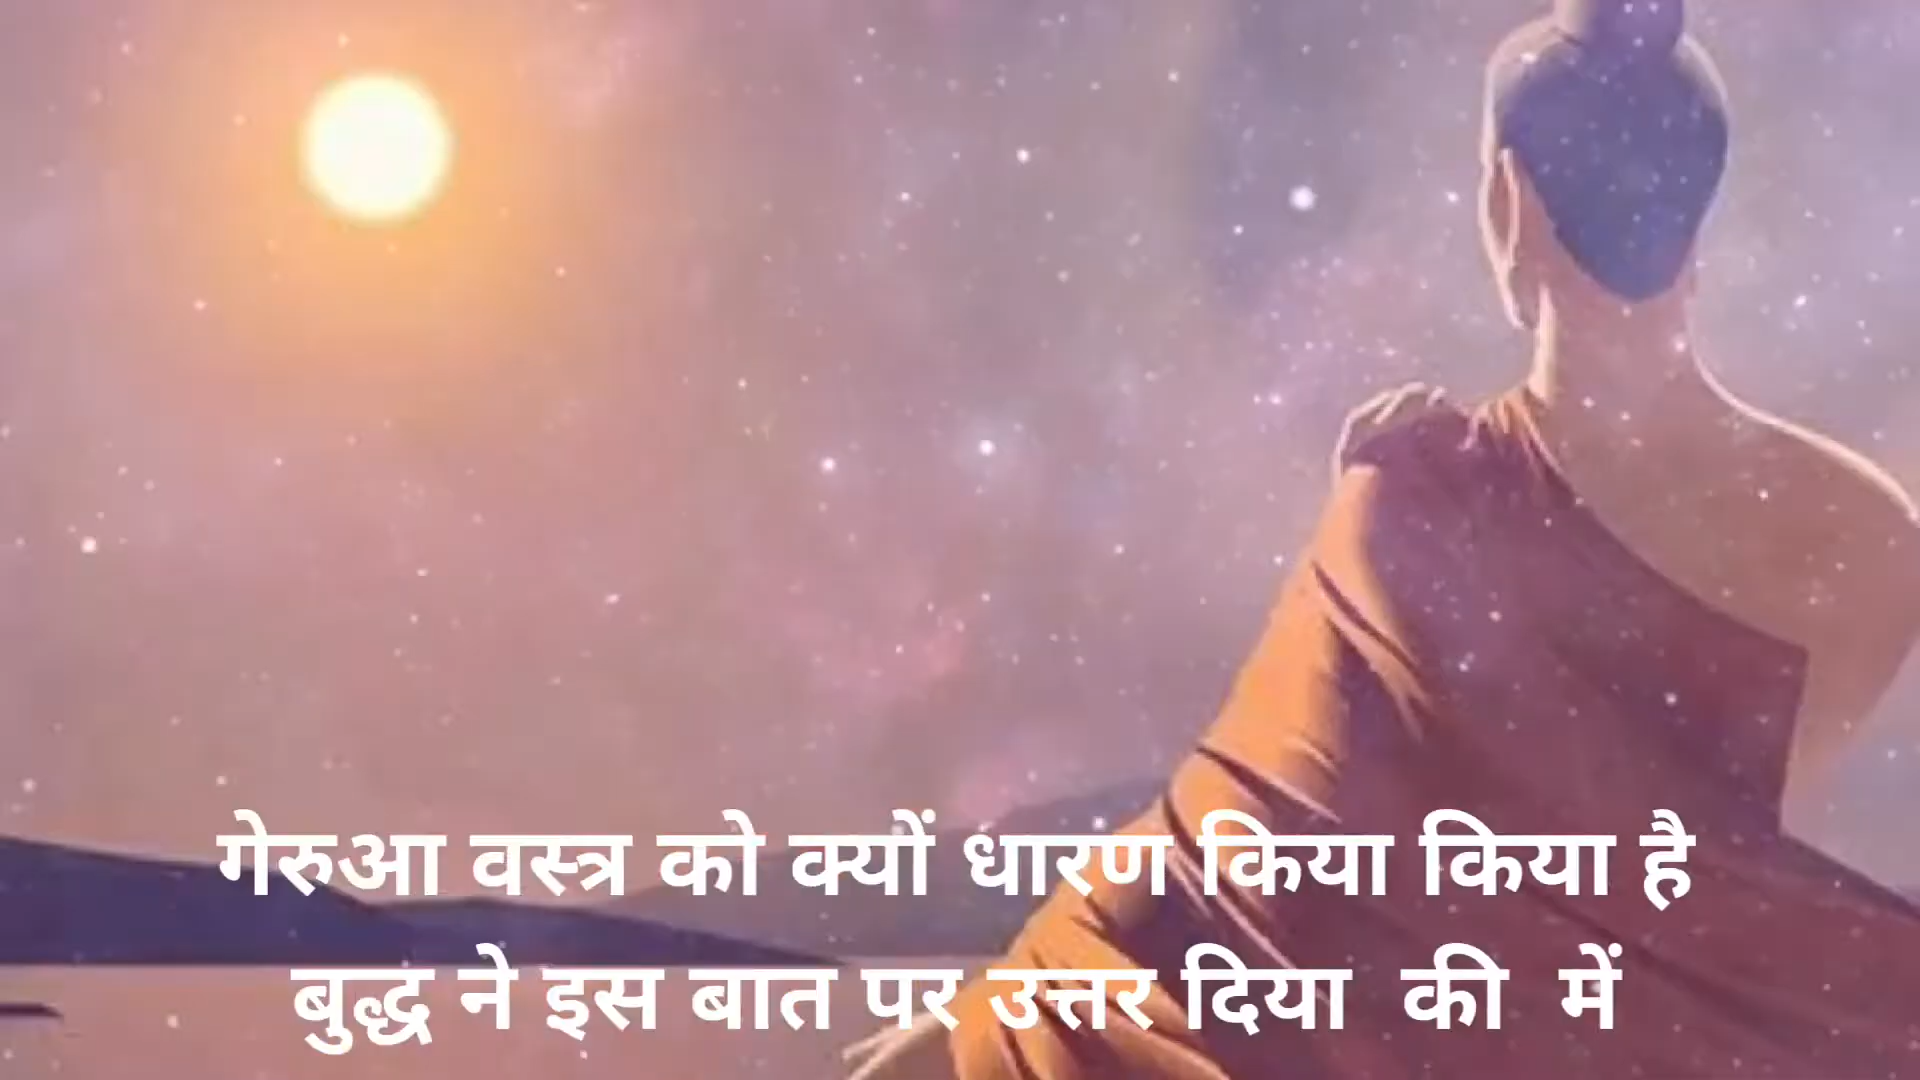 गेरुआ वस्त्र को क्यों धारण किया किया है
बुद्ध ने इस बात पर उत्तर दिया की में